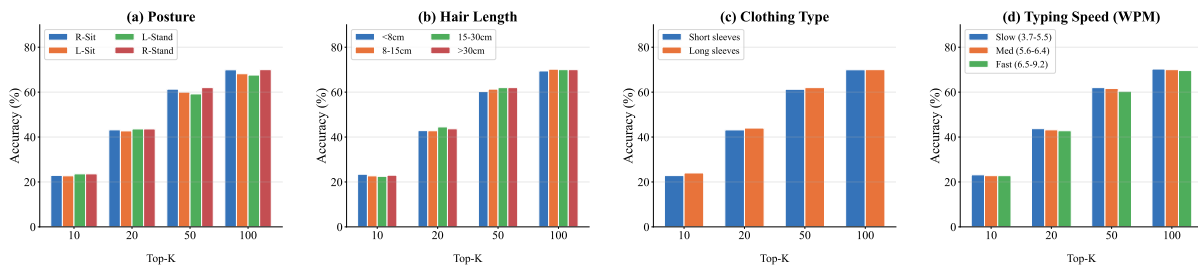 (a) Posture
R-Sit
L-Stand
L-Sit
R-Stand
80
60
40
20
0
Accuracy (%)
10
20
50
100
Top-K
(b) Hair Length
<8cm
15-30cm
8-15cm
>30cm
80
60
40
20
0
Accuracy (%)
10
20
50
100
Top-K
(c) Clothing Type
Short sleeves
Long sleeves
80
60
40
20
0
Accuracy (%)
10
20
50
100
Top-K
(d) Typing Speed (WPM)
Slow (3.7-5.5)
Med (5.6-6.4)
Fast (6.5-9.2)
80
60
40
20
0
Accuracy (%)
10
20
50
100
Top-K